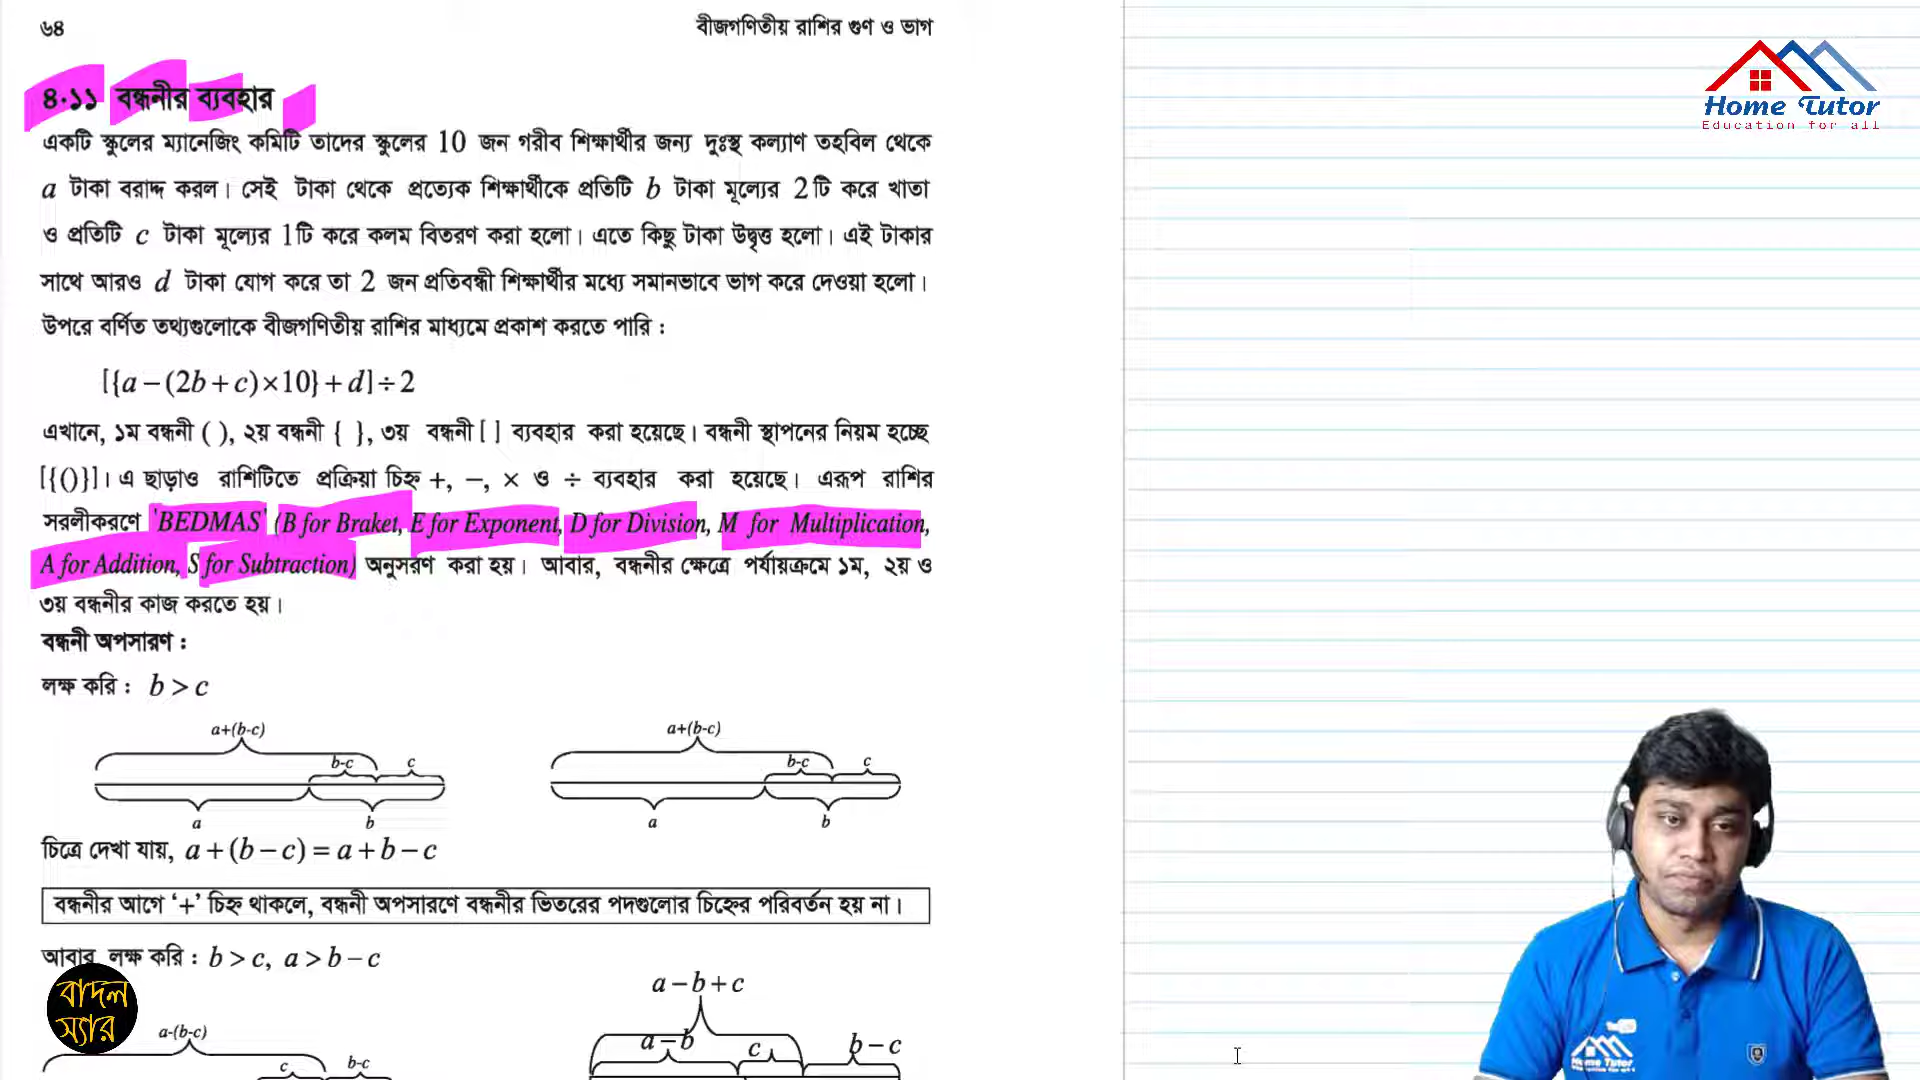 ৬৪
বীজগণিতীয় রাশির গুণ ও ভাগ
৪·১১ বন্ধনীর ব্যবহার
একটি স্কুলের ম্যানেজিং কমিটি তাদের স্কুলের 10 জন গরীব শিক্ষার্থীর জন্য দুঃস্থ কল্যাণ তহবিল থেকে
a টাকা বরাদ্দ করল। সেই টাকা থেকে প্রত্যেক শিক্ষার্থীকে প্রতিটি b টাকা মূল্যের 2টি করে খাতা
ও প্রতিটি c টাকা মূল্যের 1টি করে কলম বিতরণ করা হলো। এতে কিছু টাকা উদ্বৃত্ত হলো। এই টাকার
সাথে আরও d টাকা যোগ করে তা 2 জন প্রতিবন্ধী শিক্ষার্থীর মধ্যে সমানভাবে ভাগ করে দেওয়া হলো।
উপরে বর্ণিত তথ্যগুলোকে বীজগণিতীয় রাশির মাধ্যমে প্রকাশ করতে পারি :
[{a−(2b+c)×10}+d]÷2
এখানে, ১ম বন্ধনী ( ), ২য় বন্ধনী { }, ৩য় বন্ধনী [ ] ব্যবহার করা হয়েছে। বন্ধনী স্থাপনের নিয়ম হচ্ছে
[{()}]। এ ছাড়াও রাশিটিতে প্রক্রিয়া চিহ্ন +, −, × ও ÷ ব্যবহার করা হয়েছে। এরূপ রাশির
সরলীকরণে 'BEDMAS' (B for Braket, E for Exponent, D for Division, M for Multiplication,
A for Addition, S for Subtraction) অনুসরণ করা হয়। আবার, বন্ধনীর ক্ষেত্রে পর্যায়ক্রমে ১ম, ২য় ও
৩য় বন্ধনীর কাজ করতে হয়।
বন্ধনী অপসারণ :
লক্ষ করি : b > c
a+(b-c)
b-c c
a b
a+(b-c)
b-c c
a b
চিত্রে দেখা যায়, a+(b−c)=a+b−c
বন্ধনীর আগে ‘+’ চিহ্ন থাকলে, বন্ধনী অপসারণে বন্ধনীর ভিতরের পদগুলোর চিহ্নের পরিবর্তন হয় না।
আবার, লক্ষ করি : b > c, a > b−c
a-(b-c)
c b-c
a−b+c
a−b c b−c
বাদল
স্যার
Home Tutor
Education for all
Home Tutor